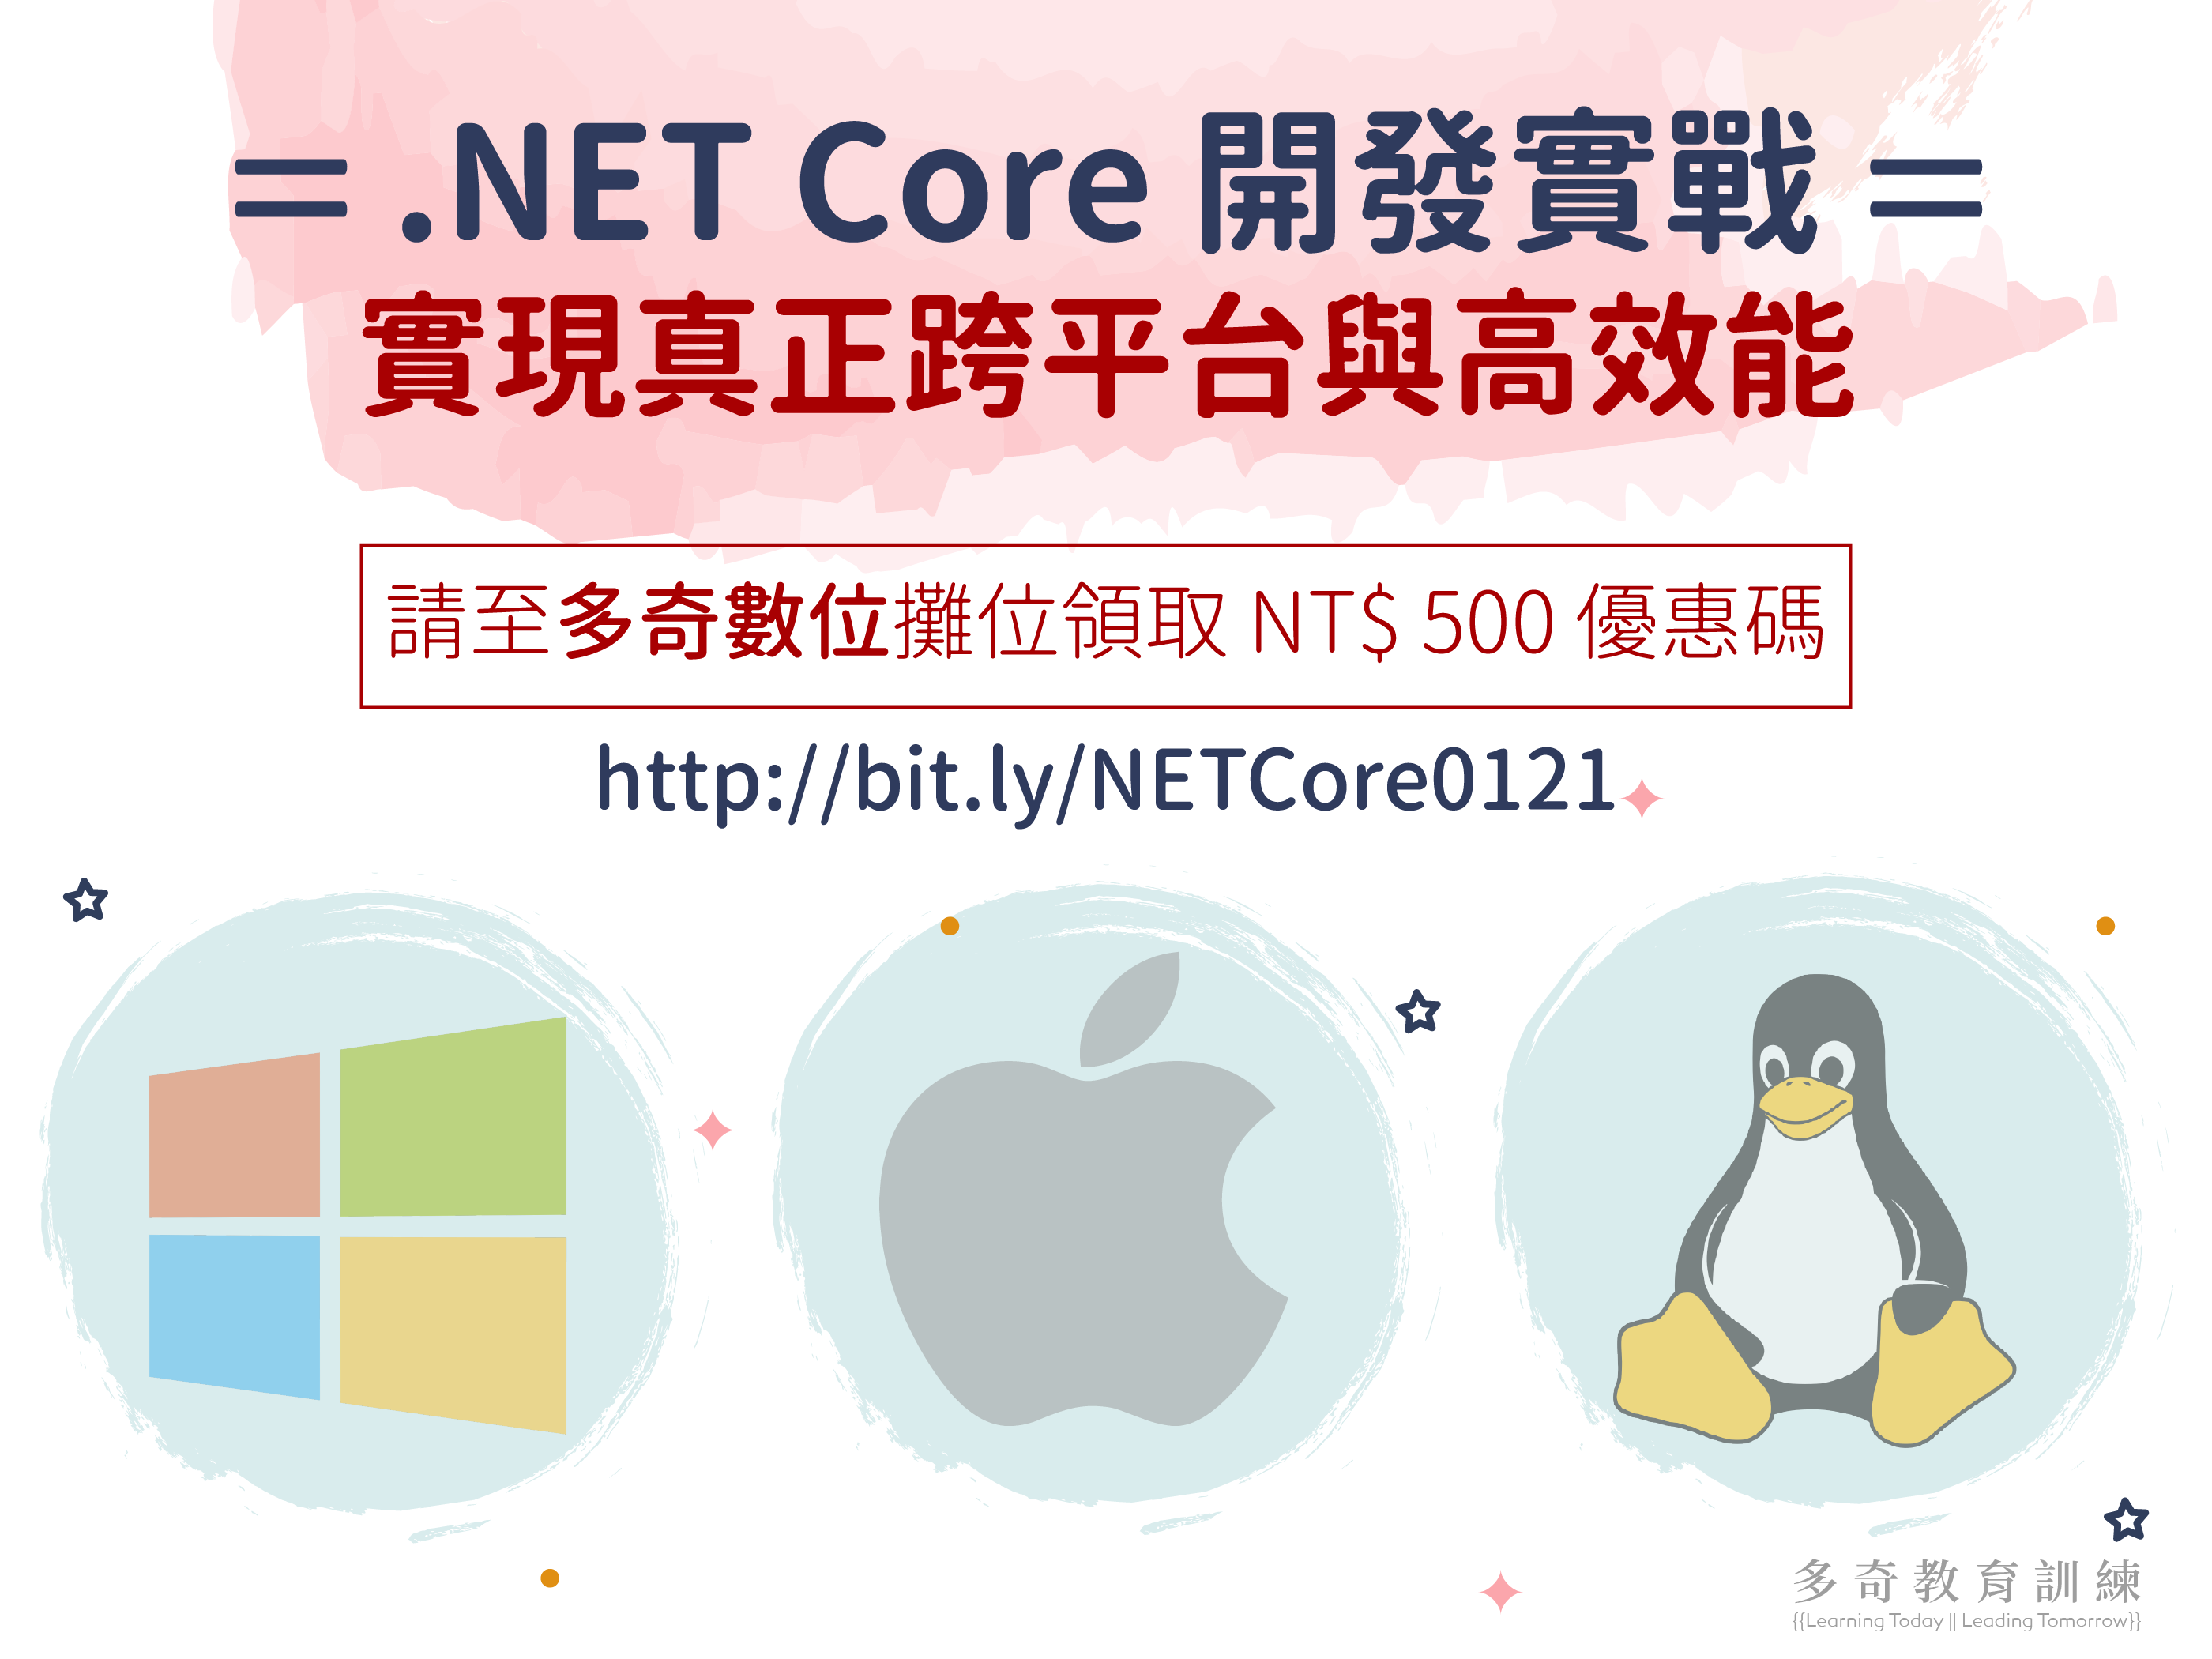 = .NET Core 開發實戰 =
實現真正跨平台與高效能
請至多奇數位攤位領取 NT$ 500 優惠碼
http://bit.ly/NETCore0121
多奇教育訓練
{{Learning Today || Leading Tomorrow}}